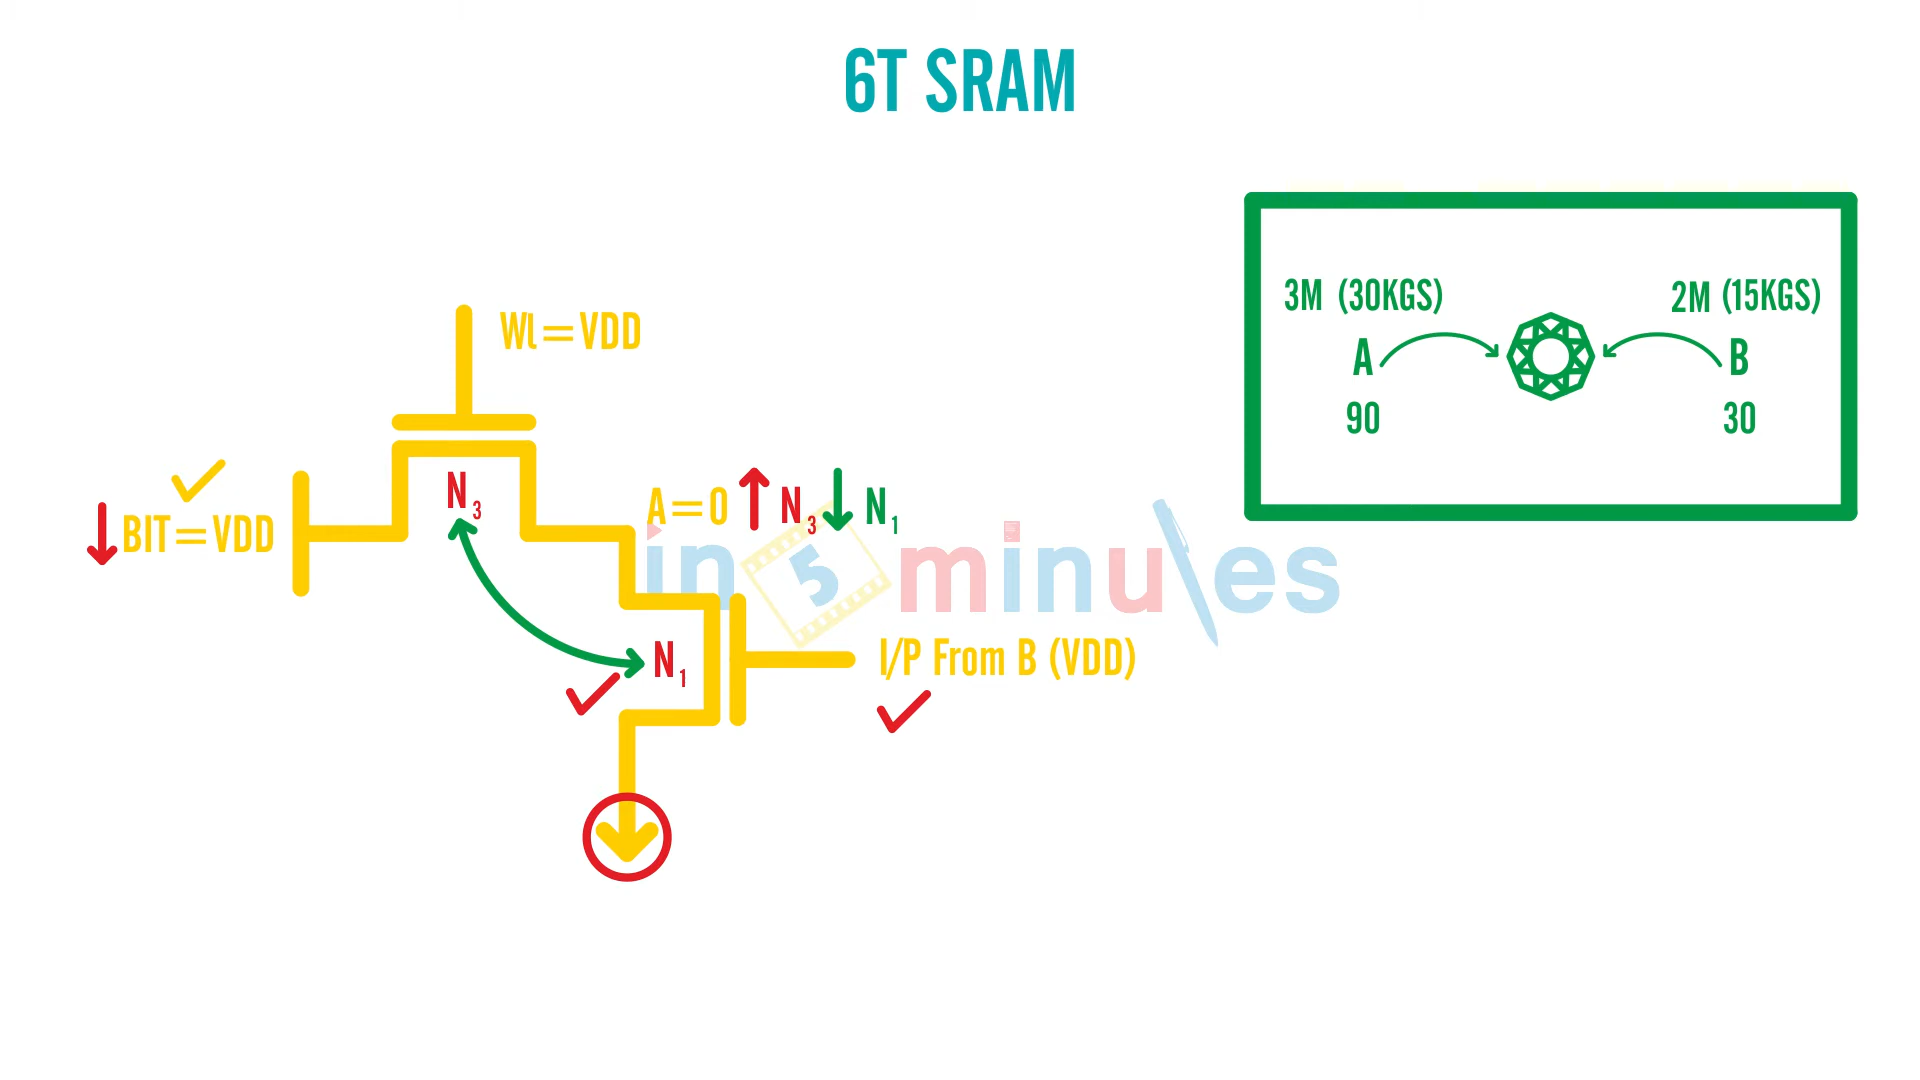 6T SRAM
3M (30KGS)
2M (15KGS)
A
B
90
30
Wl=VDD
BIT=VDD
N3
A=0
N3
N1
in 5 minutes
N1
I/P From B (VDD)